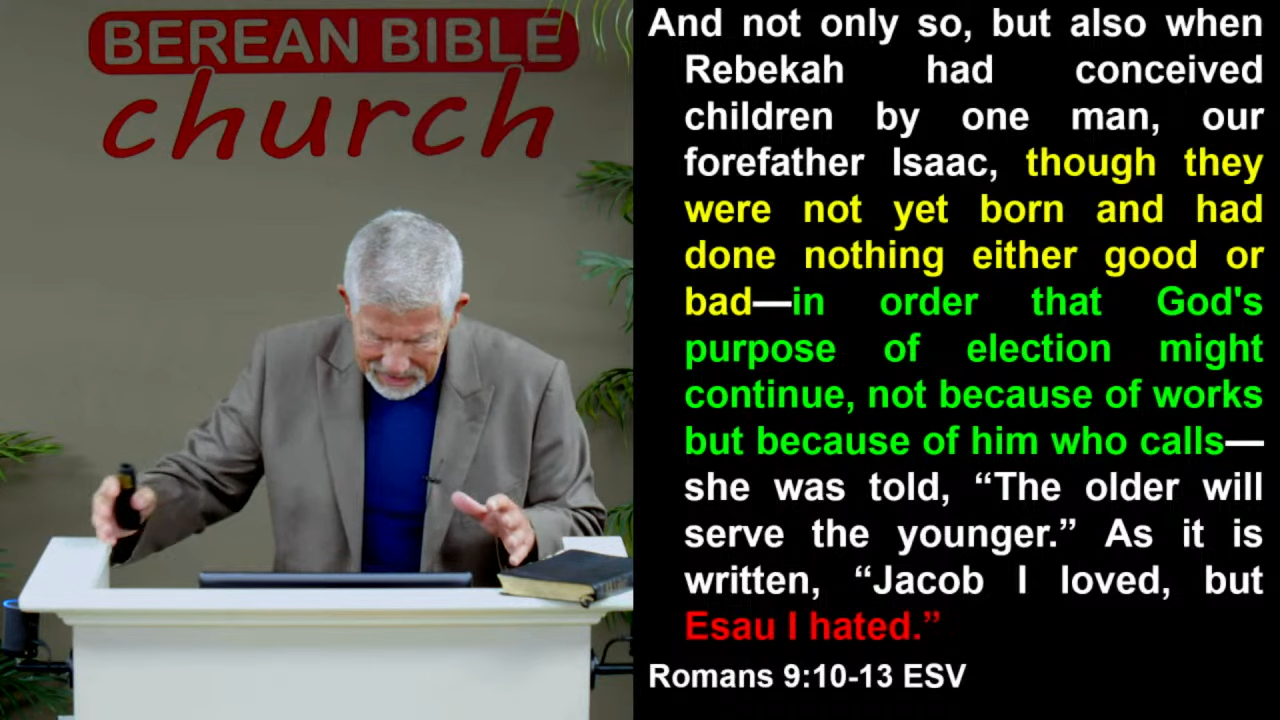 BEREAN BIBLE
church
And not only so, but also when
Rebekah had conceived
children by one man, our
forefather Isaac, though they
were not yet born and had
done nothing either good or
bad—in order that God's
purpose of election might
continue, not because of works
but because of him who calls—
she was told, “The older will
serve the younger.” As it is
written, “Jacob I loved, but
Esau I hated.”
Romans 9:10-13 ESV